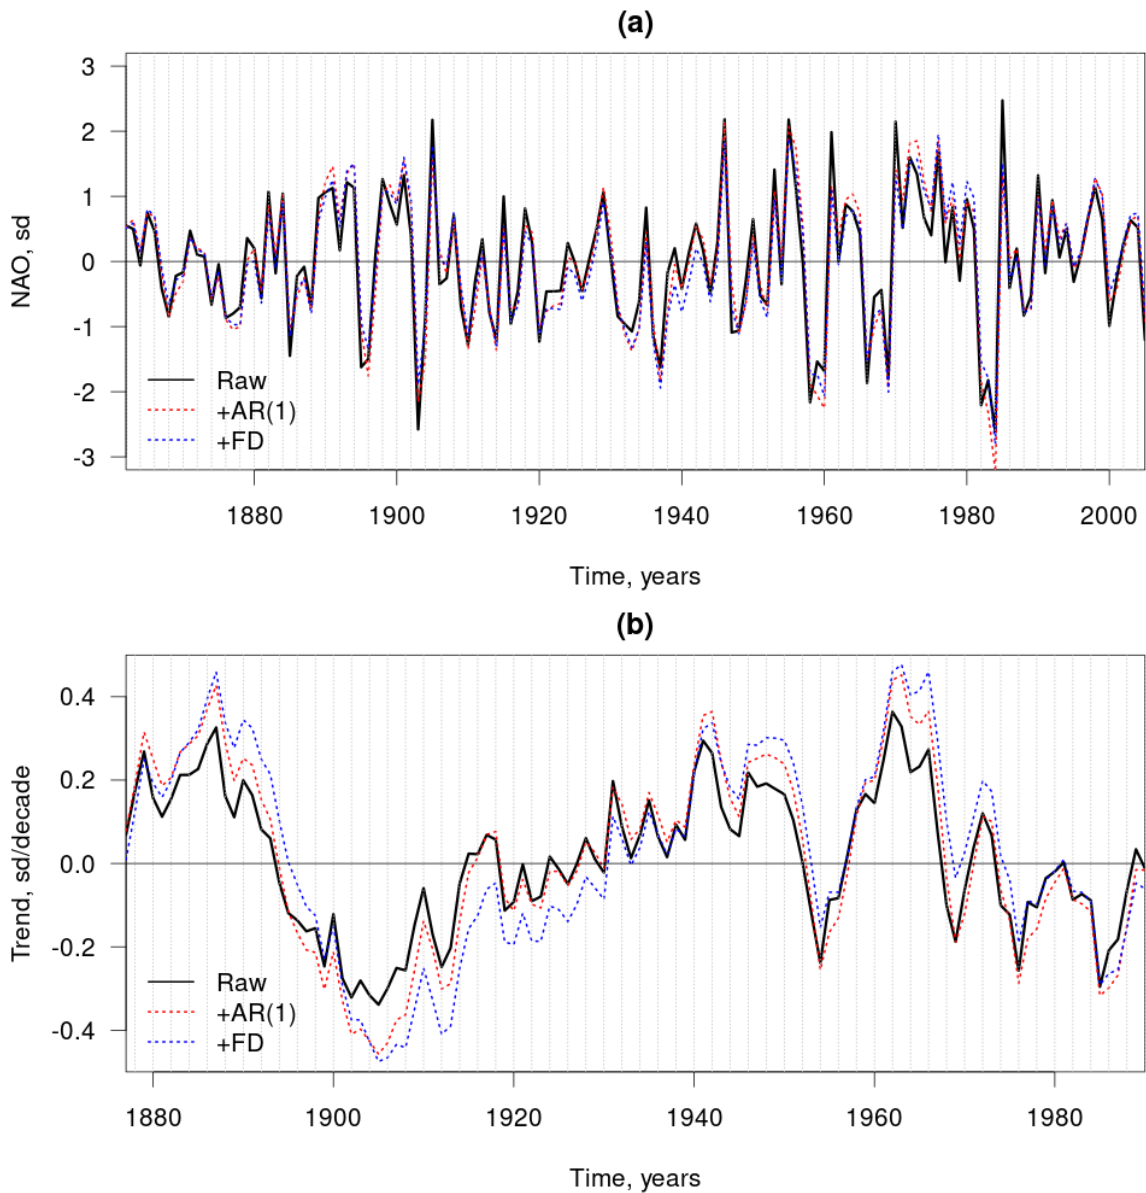 (a)
NAO, sd
3
2
1
0
-1
-2
-3
Raw
+AR(1)
+FD
1880 1900 1920 1940 1960 1980 2000
Time, years
(b)
Trend, sd/decade
0.4
0.2
0.0
-0.2
-0.4
Raw
+AR(1)
+FD
1880 1900 1920 1940 1960 1980
Time, years